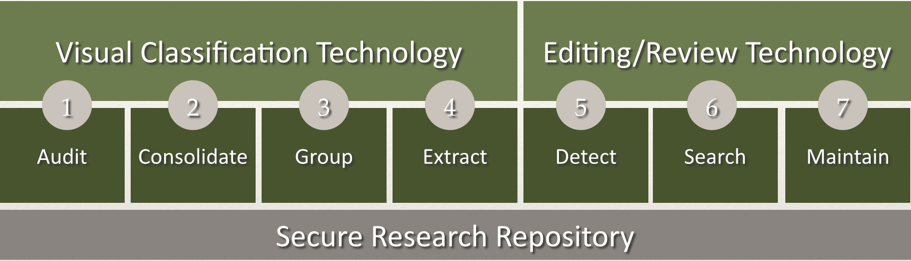 Visual Classification Technology
Editing/Review Technology
1 2 3 4 5 6 7
Audit Consolidate Group Extract Detect Search Maintain
Secure Research Repository